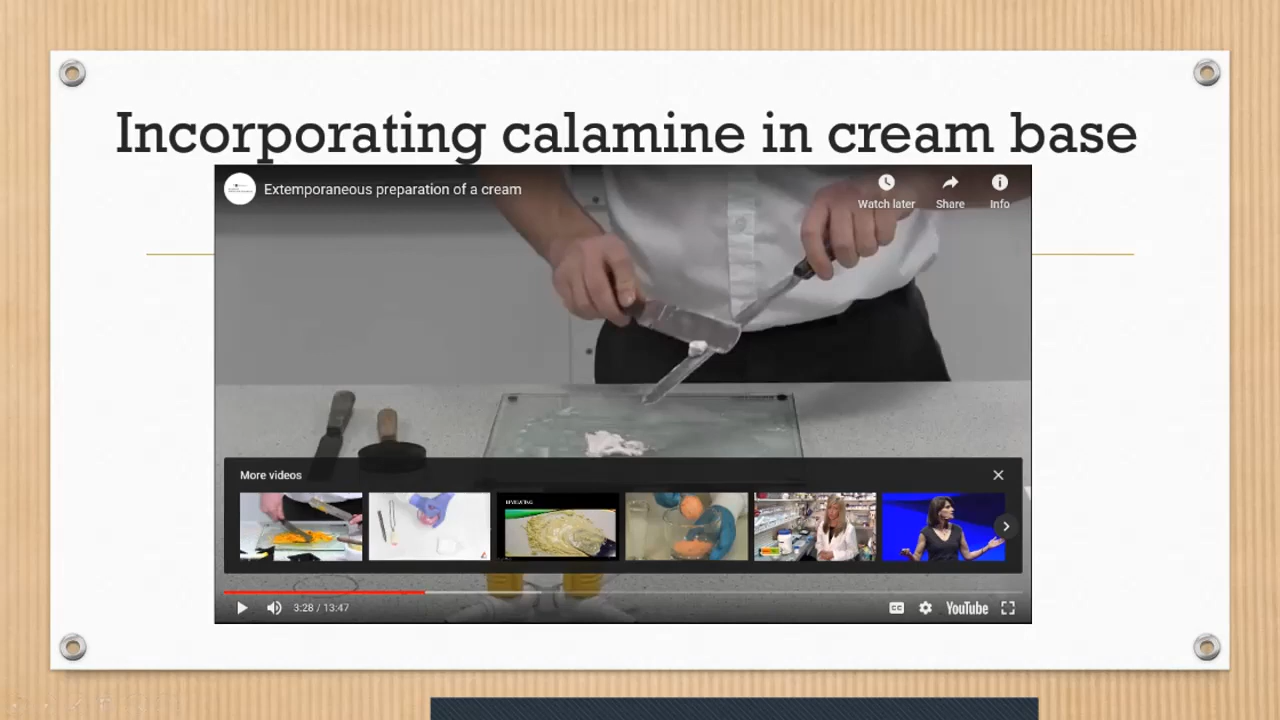 Incorporating calamine in cream base
Extemporaneous preparation of a cream
Watch later
Share
Info
More videos
3:28 / 13:47
CC
YouTube